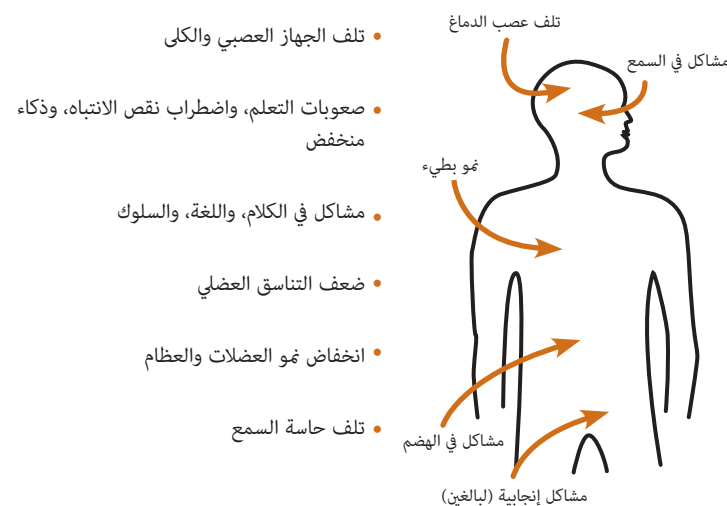 تلف عصب الدماغ
مشاكل في السمع
نمو بطيء
مشاكل في الهضم
مشاكل إنجابية (لبالغين)
• تلف الجهاز العصبي والكلى
• صعوبات التعلم، واضطراب نقص الانتباه، وذكاء
منخفض
• مشاكل في الكلام، واللغة، والسلوك
• ضعف التناسق العضلي
• انخفاض نمو العضلات والعظام
• تلف حاسة السمع